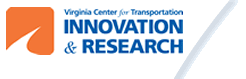 Virginia Center for Transportation
INNOVATION
& RESEARCH